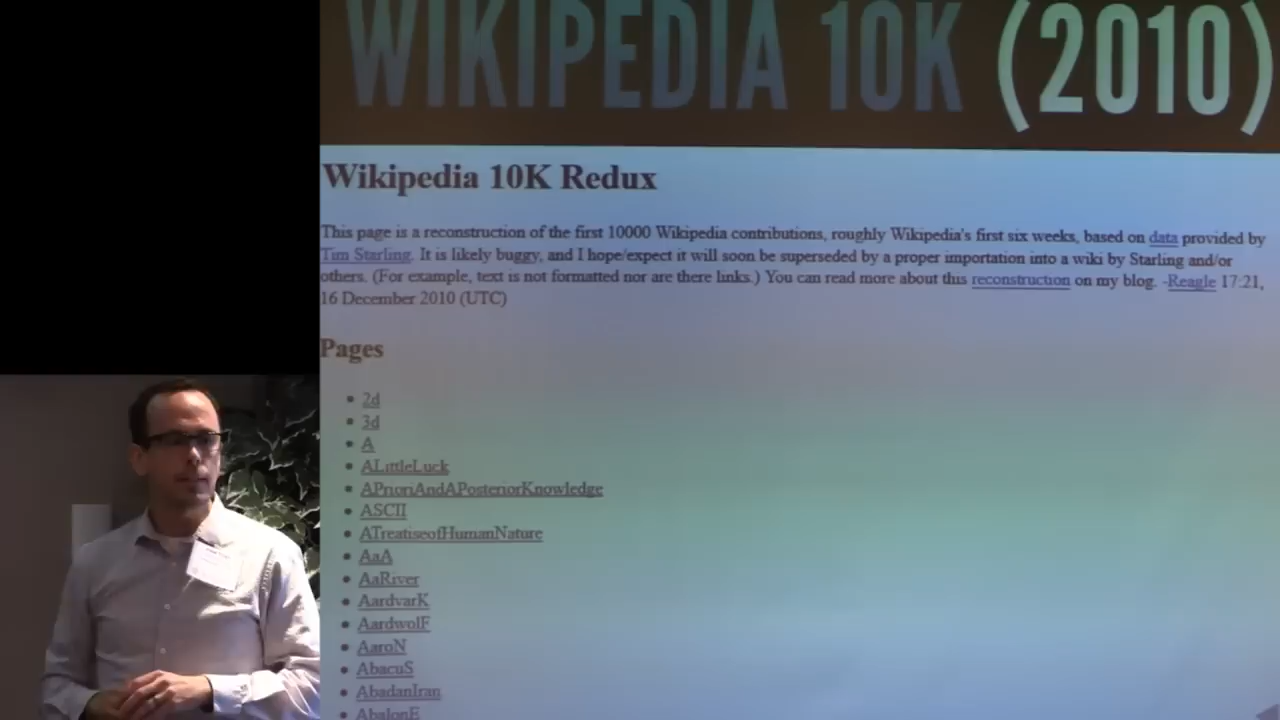 WIKIPEDIA 10K (2010)
Wikipedia 10K Redux
This page is a reconstruction of the first 10000 Wikipedia contributions, roughly Wikipedia's first six weeks, based on data provided by
Tim Starling. It is likely buggy, and I hope/expect it will soon be superseded by a proper importation into a wiki by Starling and/or
others. (For example, text is not formatted nor are there links.) You can read more about this reconstruction on my blog. -Reagle 17:21,
16 December 2010 (UTC)
Pages
2d
3d
A
ALittleLuck
APrioriAndAPosteriorKnowledge
ASCII
ATreatiseofHumanNature
AaA
AaRiver
AardvarK
AardwolF
AaroN
AbacuS
AbadanIran
AbalonE